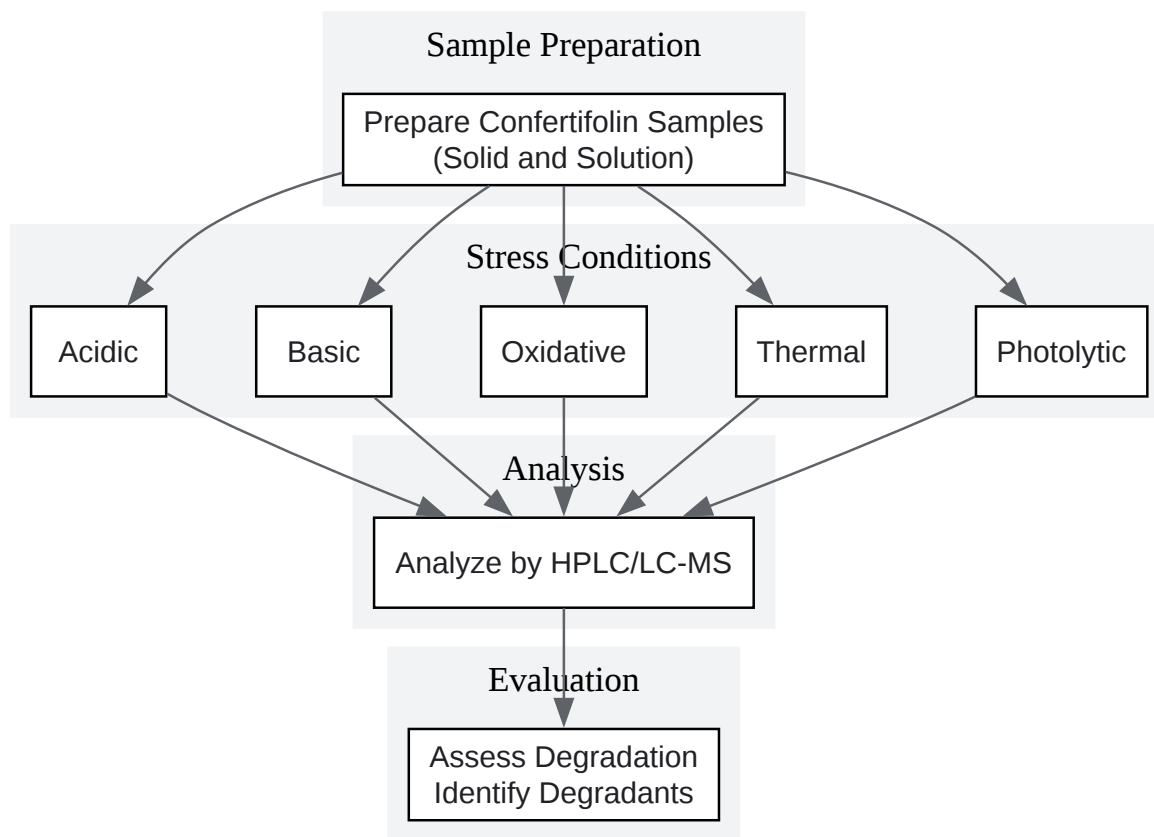 Sample Preparation
Prepare Confertifolin Samples
(Solid and Solution)
Stress Conditions
Acidic
Basic
Oxidative
Thermal
Photolytic
Analysis
Analyze by HPLC/LC-MS
Evaluation
Assess Degradation
Identify Degradants